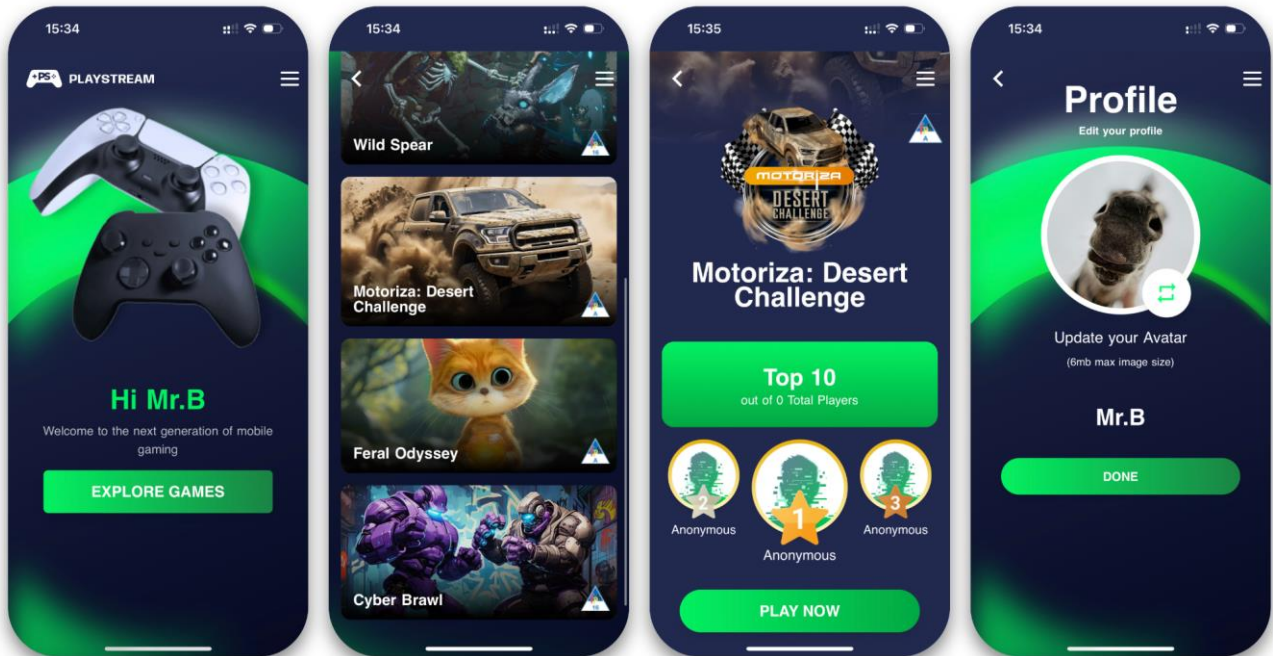 15:34
PS
PLAYSTREAM
Hi Mr.B
Welcome to the next generation of mobile
gaming
EXPLORE GAMES
15:34
Wild Spear
Motoriza: Desert
Challenge
A
Feral Odyssey
A
Cyber Brawl
15:35
A
MOTORIZA
DESERT
CHALLENGE
Motoriza: Desert
Challenge
Top 10
out of 0 Total Players
2
1
3
Anonymous
Anonymous
Anonymous
PLAY NOW
15:34
Profile
Edit your profile
Update your Avatar
(6mb max image size)
Mr.B
DONE